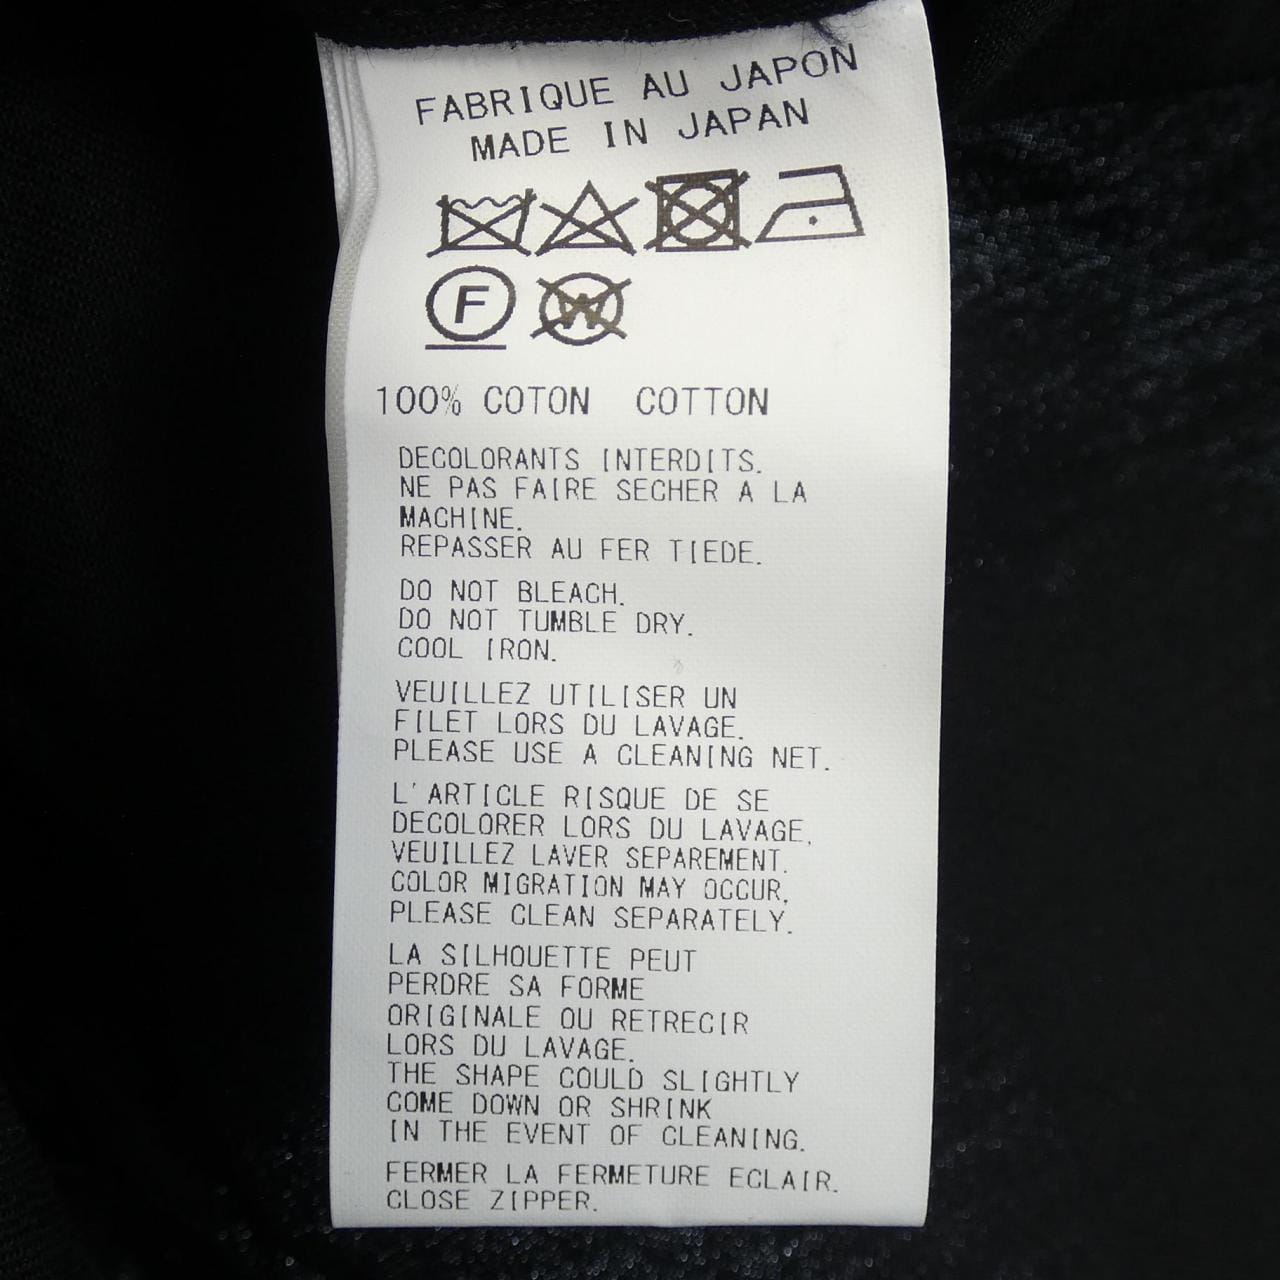 FABRIQUE AU JAPON
MADE IN JAPAN
F W
100% COTON COTTON
DECOLORANTS INTERDITS.
NE PAS FAIRE SECHER A LA
MACHINE.
REPASSER AU FER TIEDE.
DO NOT BLEACH.
DO NOT TUMBLE DRY.
COOL IRON.
VEUILLEZ UTILISER UN
FILET LORS DU LAVAGE.
PLEASE USE A CLEANING NET.
L'ARTICLE RISQUE DE SE
DECOLORER LORS DU LAVAGE,
VEUILLEZ LAVER SEPAREMENT.
COLOR MIGRATION MAY OCCUR,
PLEASE CLEAN SEPARATELY.
LA SILHOUETTE PEUT
PERDRE SA FORME
ORIGINALE OU RETRECIR
LORS DU LAVAGE.
THE SHAPE COULD SLIGHTLY
COME DOWN OR SHRINK
IN THE EVENT OF CLEANING.
FERMER LA FERMETURE ECLAIR.
CLOSE ZIPPER.